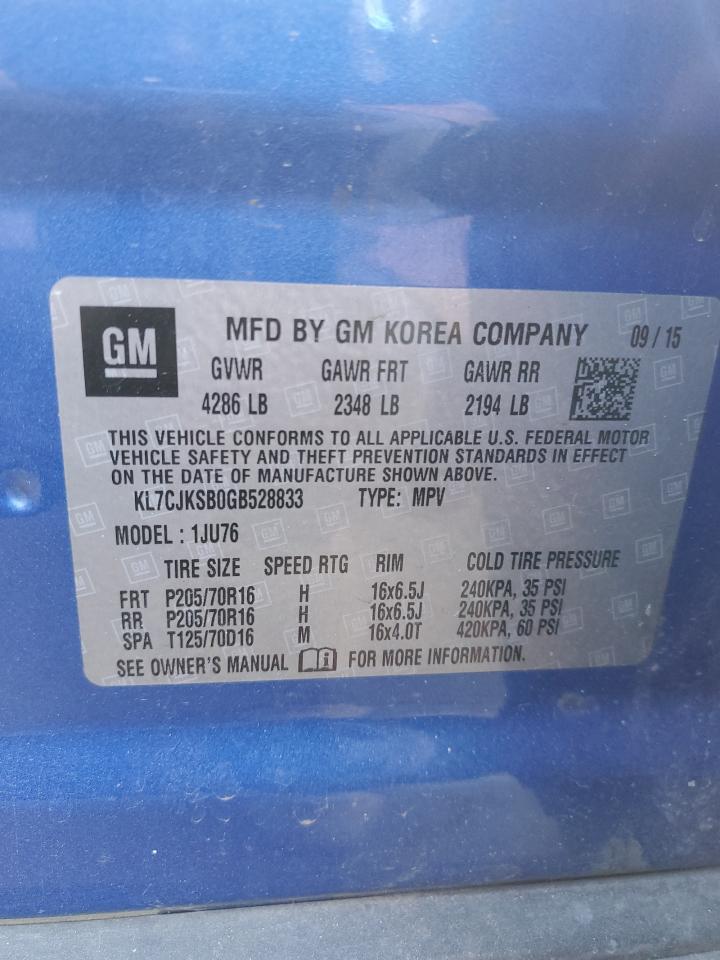 GM
MFD BY GM KOREA COMPANY 09 / 15
GVWR GAWR FRT GAWR RR
4286 LB 2348 LB 2194 LB
THIS VEHICLE CONFORMS TO ALL APPLICABLE U.S. FEDERAL MOTOR
VEHICLE SAFETY AND THEFT PREVENTION STANDARDS IN EFFECT
ON THE DATE OF MANUFACTURE SHOWN ABOVE.
KL7CJKSB0GB528833 TYPE: MPV
MODEL : 1JU76
TIRE SIZE SPEED RTG RIM COLD TIRE PRESSURE
FRT P205/70R16 H 16x6.5J 240KPA, 35 PSI
RR P205/70R16 H 16x6.5J 240KPA, 35 PSI
SPA T125/70D16 M 16x4.0T 420KPA, 60 PSI
SEE OWNER'S MANUAL FOR MORE INFORMATION.